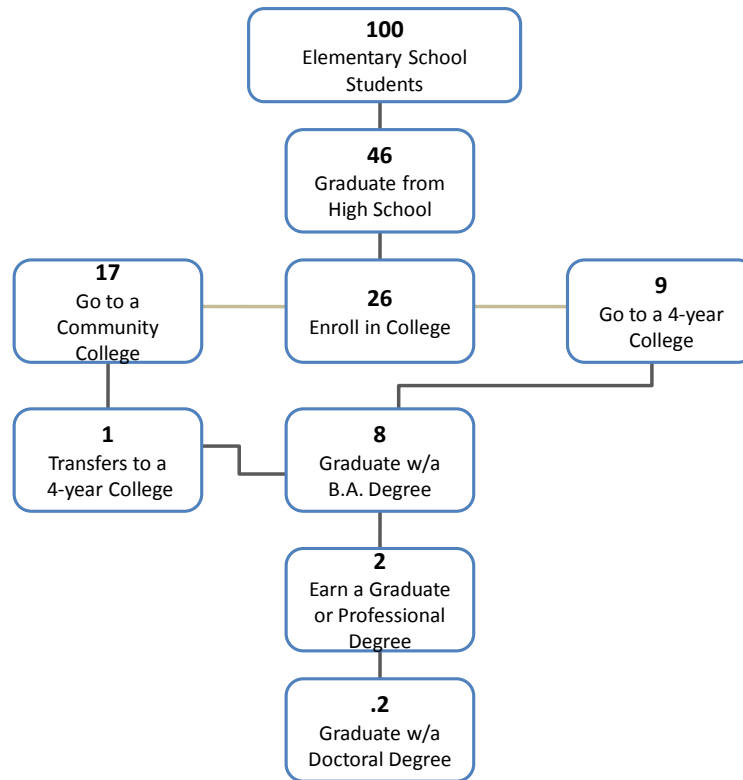 100
Elementary School
Students
46
Graduate from
High School
17
Go to a
Community
College
26
Enroll in College
9
Go to a 4-year
College
1
Transfers to a
4-year College
8
Graduate w/a
B.A. Degree
2
Earn a Graduate
or Professional
Degree
.2
Graduate w/a
Doctoral Degree